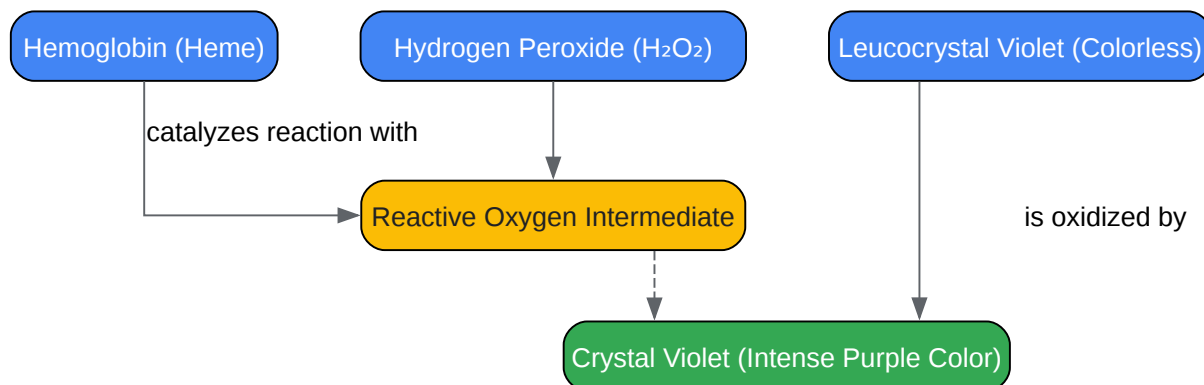 Hemoglobin (Heme)
Hydrogen Peroxide (H₂O₂)
Leucocrystal Violet (Colorless)
catalyzes reaction with
Reactive Oxygen Intermediate
is oxidized by
Crystal Violet (Intense Purple Color)